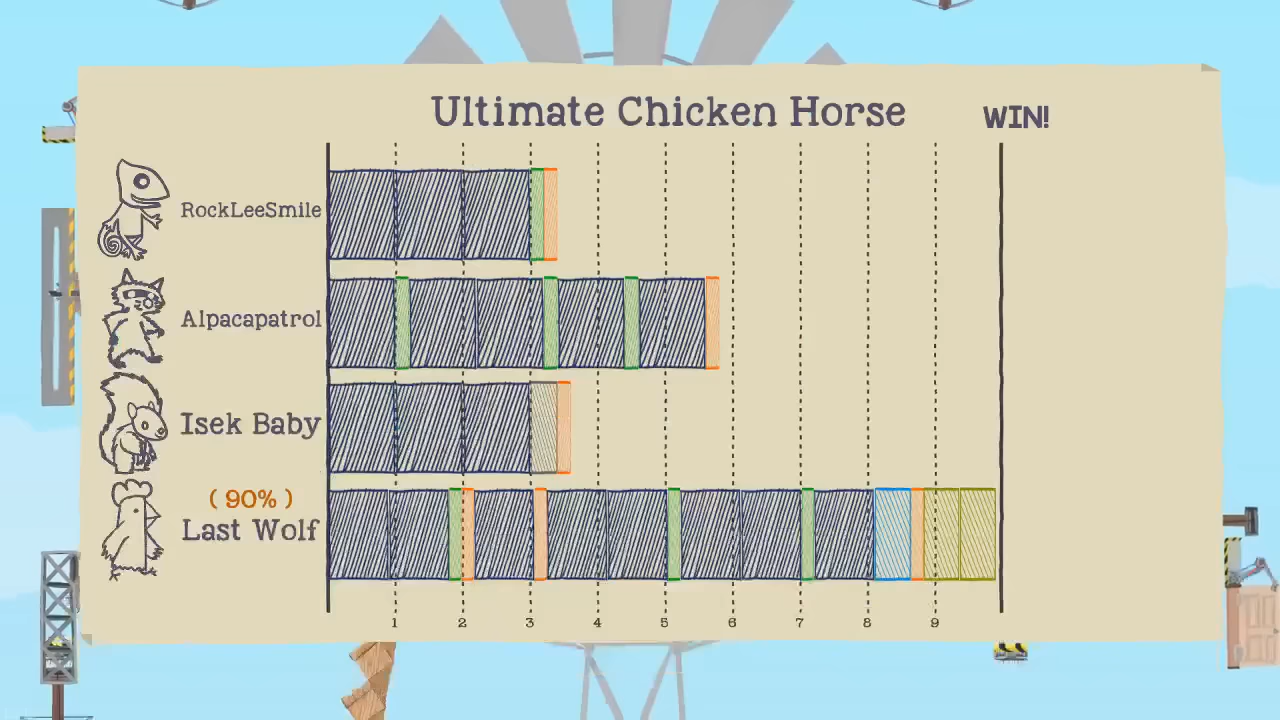 Ultimate Chicken Horse
WIN!
RockLeeSmile
Alpacapatrol
Isek Baby
( 90% )
Last Wolf
1 2 3 4 5 6 7 8 9